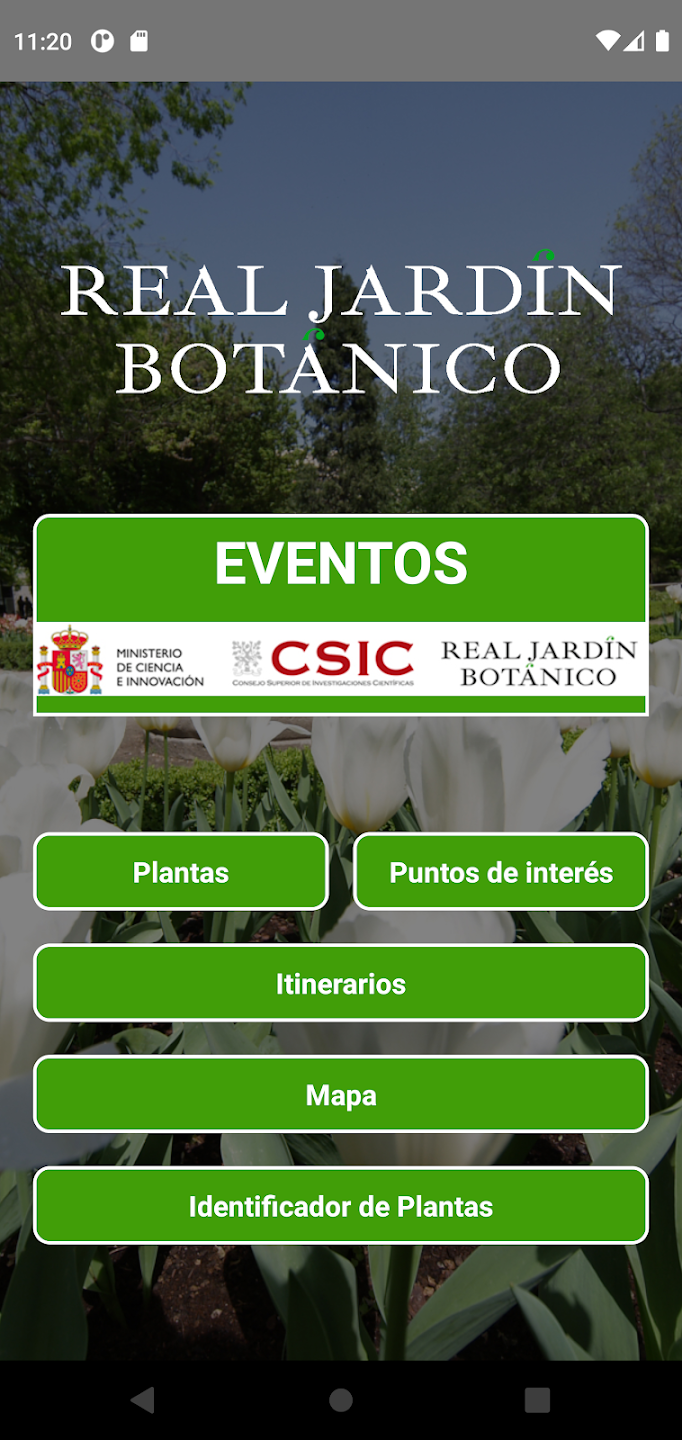 11:20
REAL JARDÍN
BOTÁNICO
EVENTOS
MINISTERIO
DE CIENCIA
E INNOVACIÓN
CSIC
CONSEJO SUPERIOR DE INVESTIGACIONES CIENTÍFICAS
REAL JARDÍN
BOTÁNICO
Plantas
Puntos de interés
Itinerarios
Mapa
Identificador de Plantas